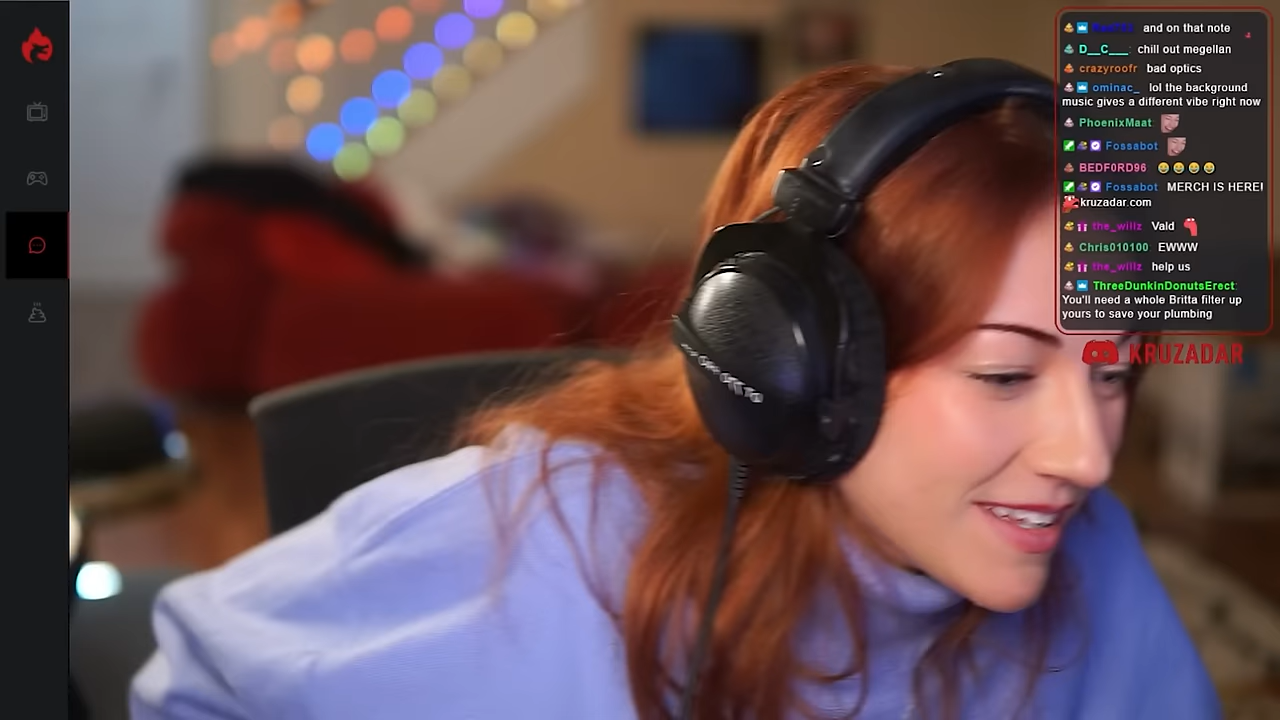 and on that note
D__C___: chill out megellan
crazyroofr bad optics
ominac_ lol the background
music gives a different vibe right now
PhoenixMaat:
Fossabot
BEDF0RD96
Fossabot MERCH IS HERE!
kruzadar.com
the_willz Vald
Chris010100 EWWW
the_willz help us
ThreeDunkinDonutsErect:
You'll need a whole Britta filter up
yours to save your plumbing
KRUZADAR